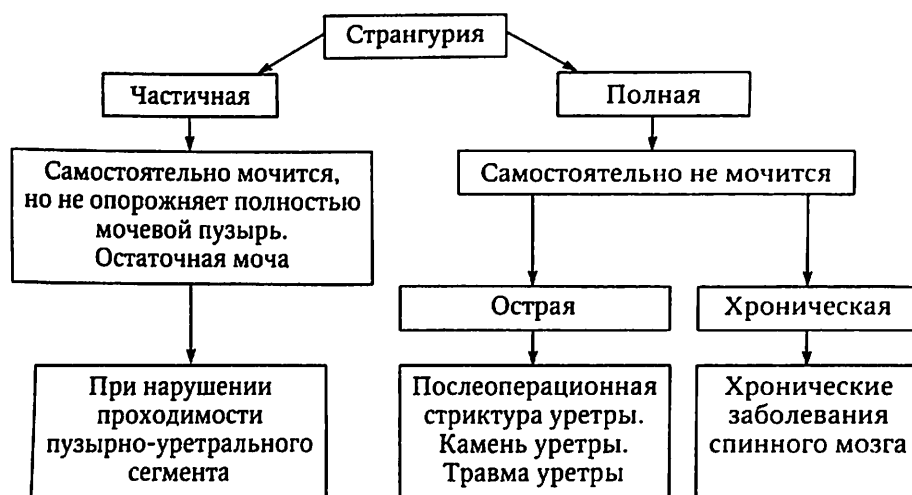 Странгурия
Частичная
Полная
Самостоятельно мочится,
но не опорожняет полностью
мочевой пузырь.
Остаточная моча
Самостоятельно не мочится
Острая
Хроническая
При нарушении
проходимости
пузырно-уретрального
сегмента
Послеоперационная
стриктура уретры.
Камень уретры.
Травма уретры
Хронические
заболевания
спинного мозга